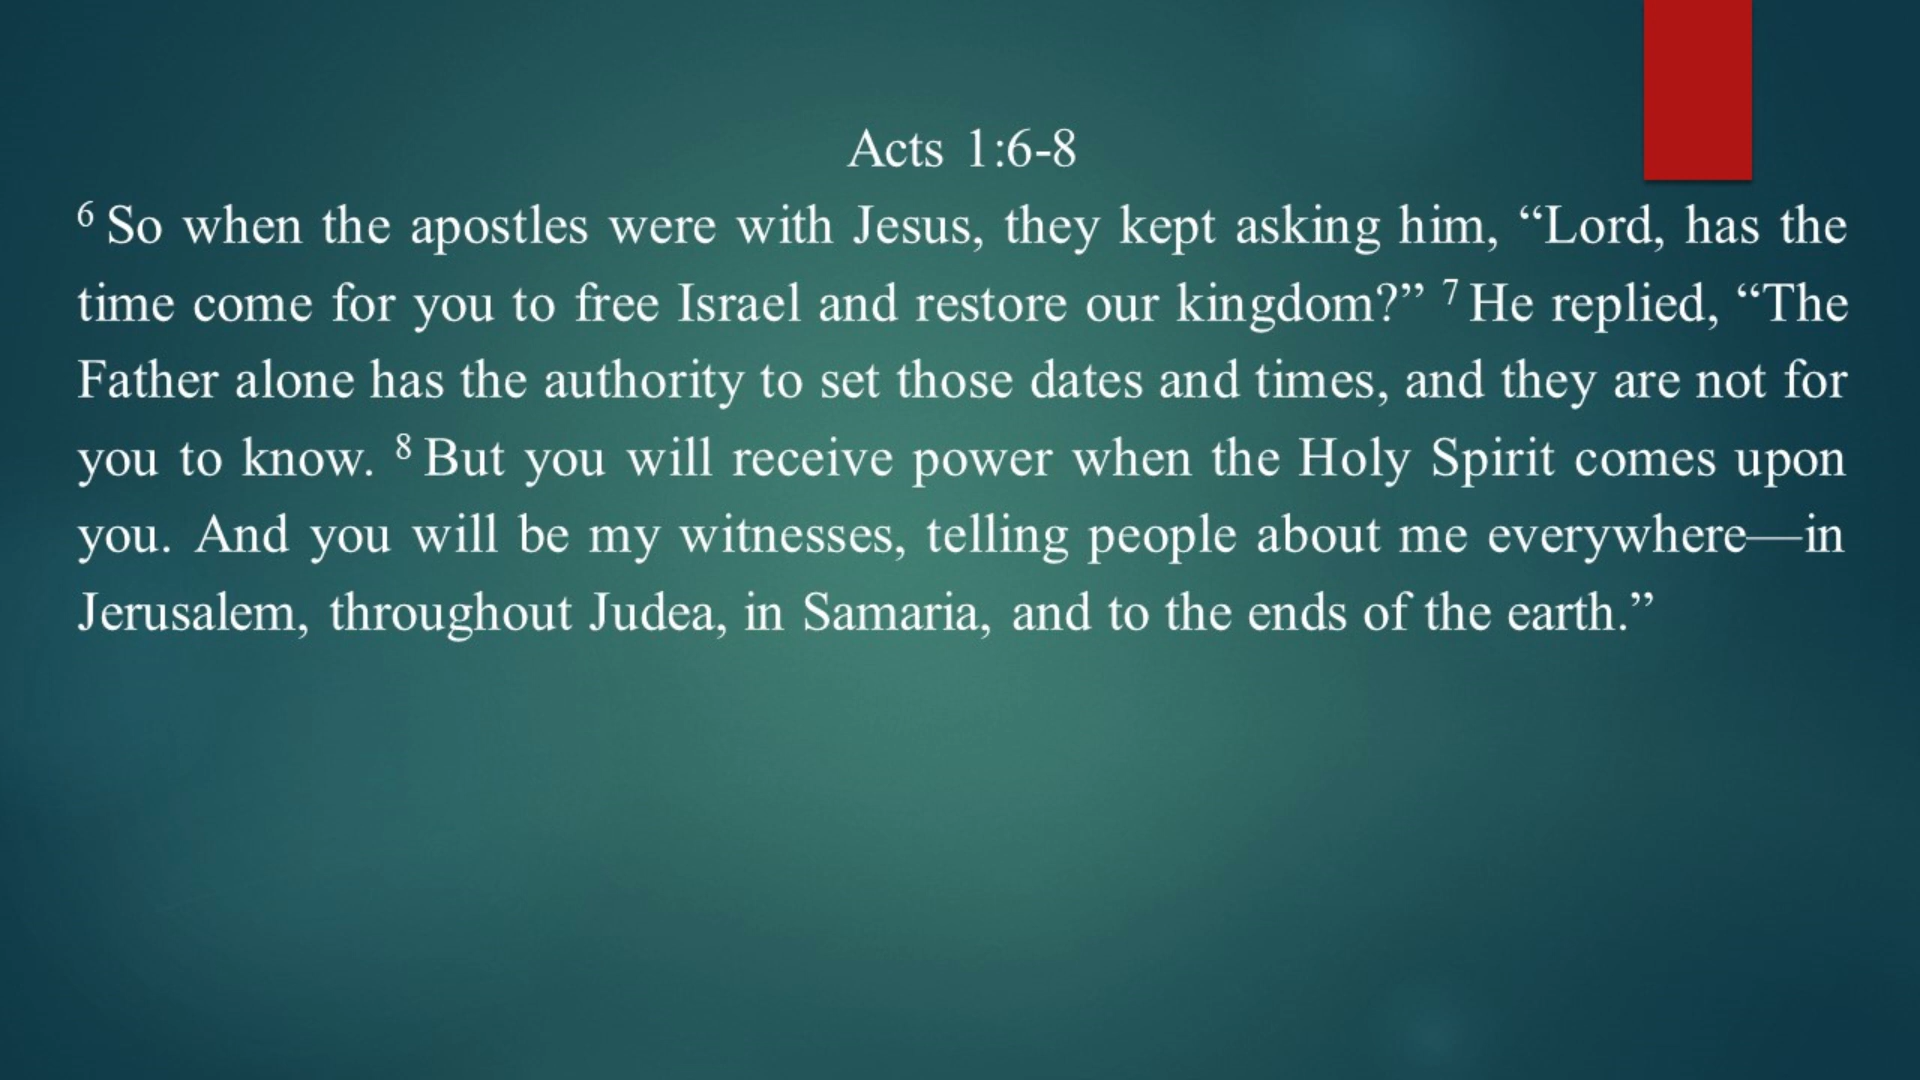 Acts 1:6-8
⁶ So when the apostles were with Jesus, they kept asking him, “Lord, has the
time come for you to free Israel and restore our kingdom?” ⁷ He replied, “The
Father alone has the authority to set those dates and times, and they are not for
you to know. ⁸ But you will receive power when the Holy Spirit comes upon
you. And you will be my witnesses, telling people about me everywhere—in
Jerusalem, throughout Judea, in Samaria, and to the ends of the earth.”